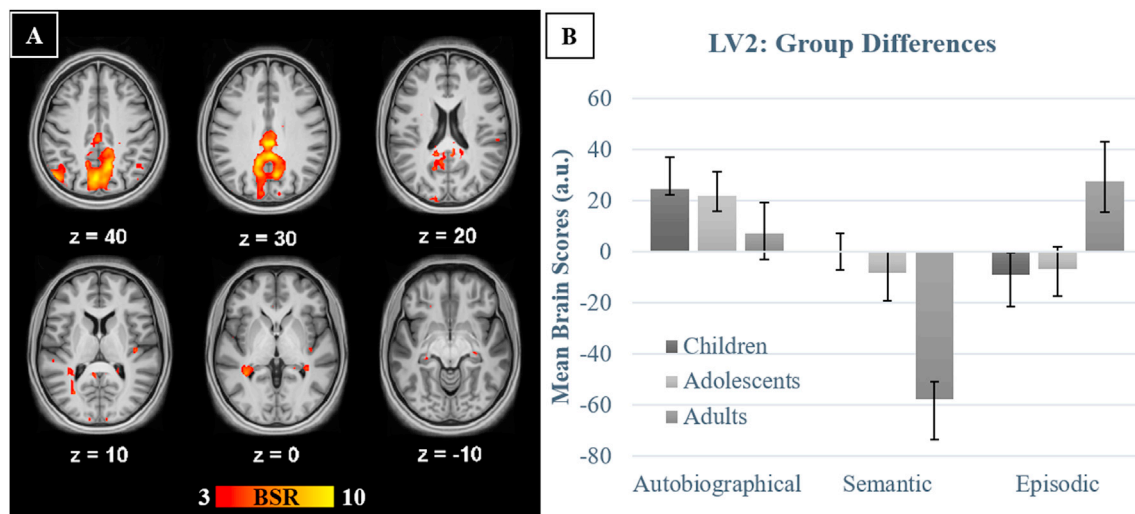 A
z = 40
z = 30
z = 20
z = 10
z = 0
z = -10
3 BSR 10
B
LV2: Group Differences
Mean Brain Scores (a.u.)
60
40
20
0
-20
-40
-60
-80
Children
Adolescents
Adults
Autobiographical Semantic Episodic